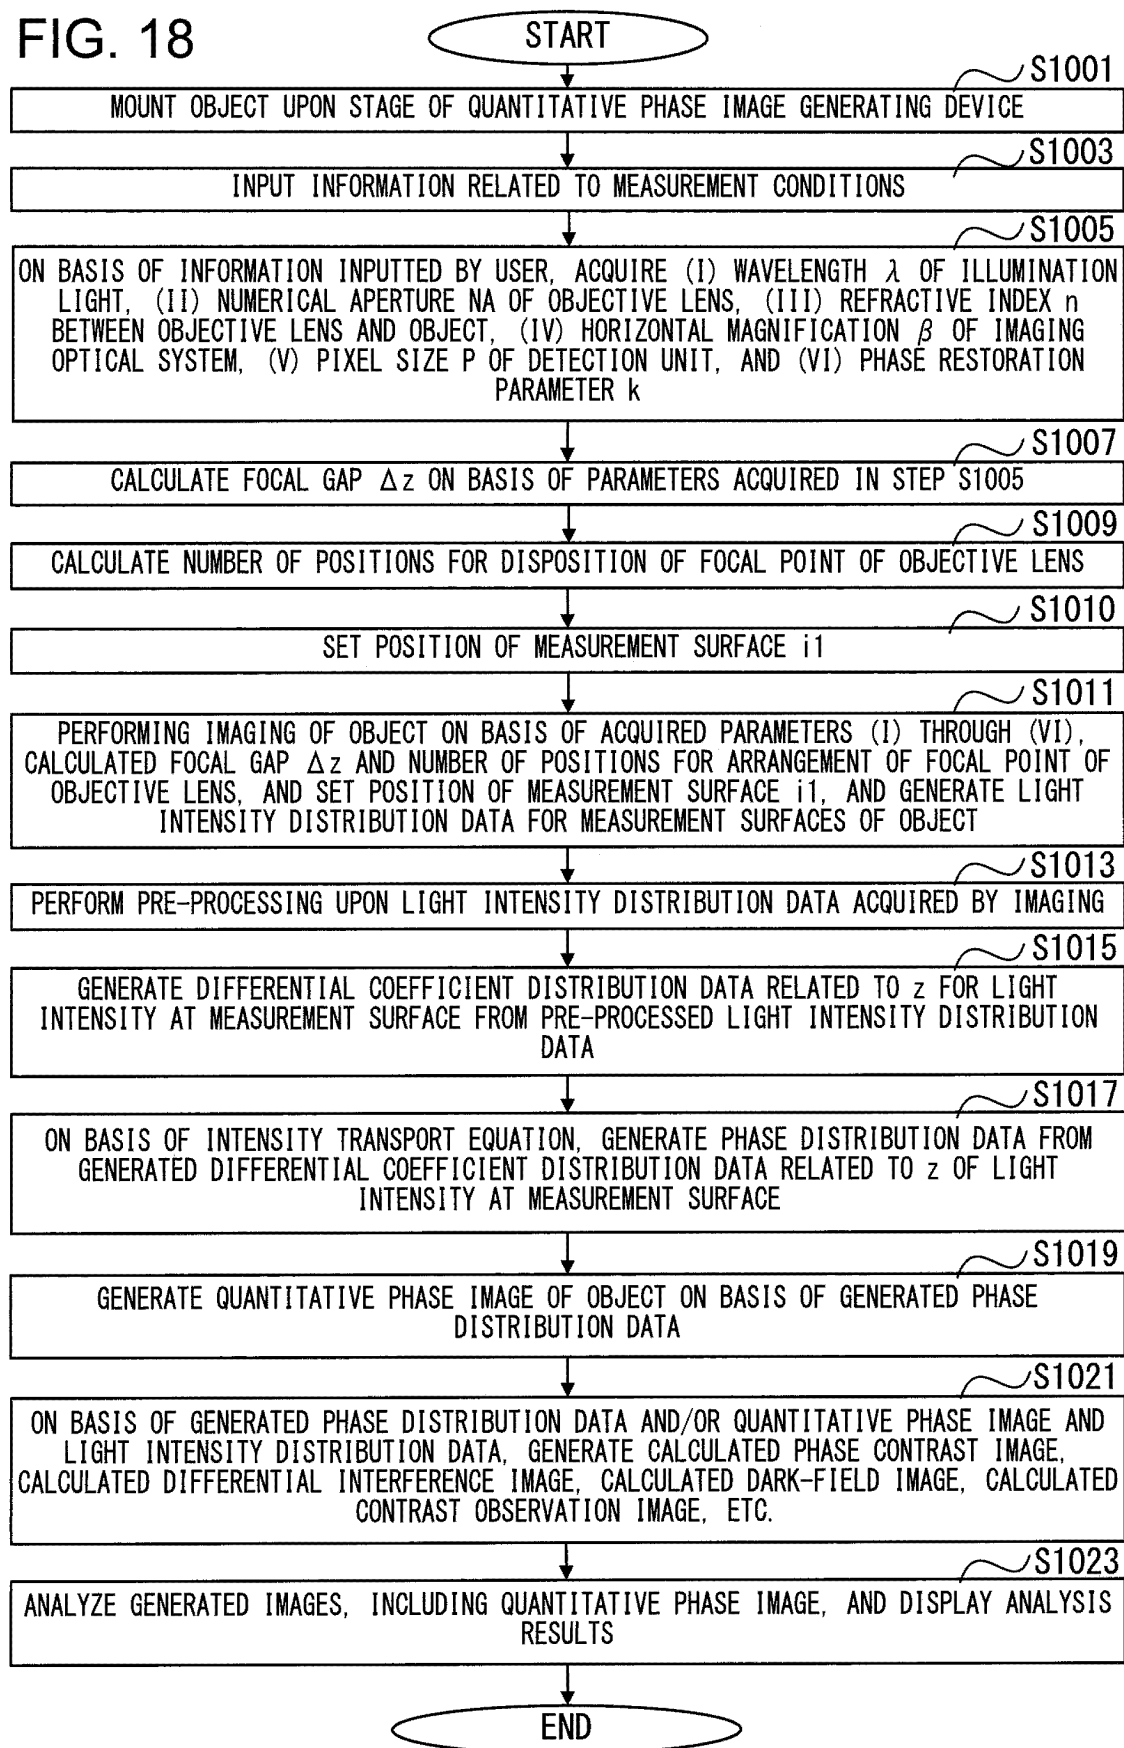 FIG. 18
START
S1001
MOUNT OBJECT UPON STAGE OF QUANTITATIVE PHASE IMAGE GENERATING DEVICE
S1003
INPUT INFORMATION RELATED TO MEASUREMENT CONDITIONS
S1005
ON BASIS OF INFORMATION INPUTTED BY USER, ACQUIRE (I) WAVELENGTH λ OF ILLUMINATION
LIGHT, (II) NUMERICAL APERTURE NA OF OBJECTIVE LENS, (III) REFRACTIVE INDEX n
BETWEEN OBJECTIVE LENS AND OBJECT, (IV) HORIZONTAL MAGNIFICATION β OF IMAGING
OPTICAL SYSTEM, (V) PIXEL SIZE P OF DETECTION UNIT, AND (VI) PHASE RESTORATION
PARAMETER k
S1007
CALCULATE FOCAL GAP Δz ON BASIS OF PARAMETERS ACQUIRED IN STEP S1005
S1009
CALCULATE NUMBER OF POSITIONS FOR DISPOSITION OF FOCAL POINT OF OBJECTIVE LENS
S1010
SET POSITION OF MEASUREMENT SURFACE i1
S1011
PERFORMING IMAGING OF OBJECT ON BASIS OF ACQUIRED PARAMETERS (I) THROUGH (VI),
CALCULATED FOCAL GAP Δz AND NUMBER OF POSITIONS FOR ARRANGEMENT OF FOCAL POINT OF
OBJECTIVE LENS, AND SET POSITION OF MEASUREMENT SURFACE i1, AND GENERATE LIGHT
INTENSITY DISTRIBUTION DATA FOR MEASUREMENT SURFACES OF OBJECT
S1013
PERFORM PRE-PROCESSING UPON LIGHT INTENSITY DISTRIBUTION DATA ACQUIRED BY IMAGING
S1015
GENERATE DIFFERENTIAL COEFFICIENT DISTRIBUTION DATA RELATED TO z FOR LIGHT
INTENSITY AT MEASUREMENT SURFACE FROM PRE-PROCESSED LIGHT INTENSITY DISTRIBUTION
DATA
S1017
ON BASIS OF INTENSITY TRANSPORT EQUATION, GENERATE PHASE DISTRIBUTION DATA FROM
GENERATED DIFFERENTIAL COEFFICIENT DISTRIBUTION DATA RELATED TO z OF LIGHT
INTENSITY AT MEASUREMENT SURFACE
S1019
GENERATE QUANTITATIVE PHASE IMAGE OF OBJECT ON BASIS OF GENERATED PHASE
DISTRIBUTION DATA
S1021
ON BASIS OF GENERATED PHASE DISTRIBUTION DATA AND/OR QUANTITATIVE PHASE IMAGE AND
LIGHT INTENSITY DISTRIBUTION DATA, GENERATE CALCULATED PHASE CONTRAST IMAGE,
CALCULATED DIFFERENTIAL INTERFERENCE IMAGE, CALCULATED DARK-FIELD IMAGE, CALCULATED
CONTRAST OBSERVATION IMAGE, ETC.
S1023
ANALYZE GENERATED IMAGES, INCLUDING QUANTITATIVE PHASE IMAGE, AND DISPLAY ANALYSIS
RESULTS
END